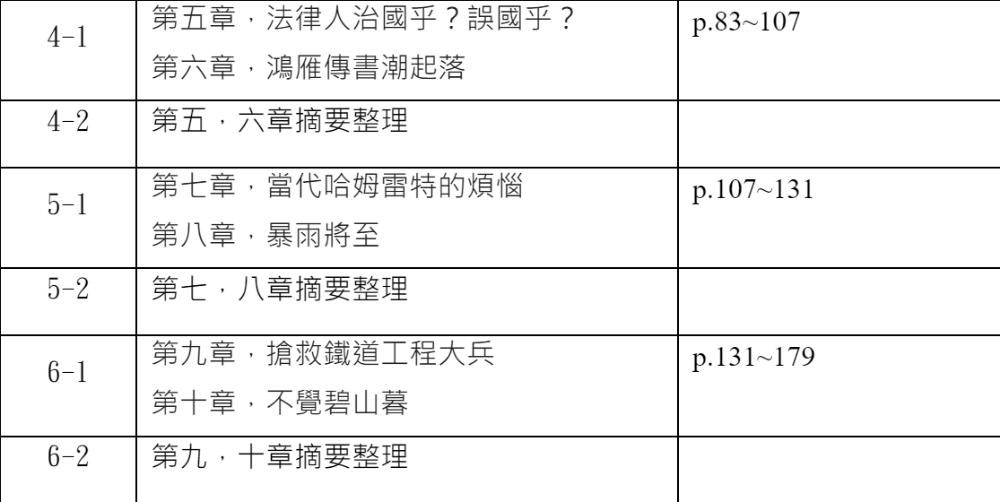 4-1
第五章，法律人治國乎？誤國乎？
第六章，鴻雁傳書潮起落
p.83~107
4-2
第五，六章摘要整理
5-1
第七章，當代哈姆雷特的煩惱
第八章，暴雨將至
p.107~131
5-2
第七，八章摘要整理
6-1
第九章，搶救鐵道工程大兵
第十章，不覺碧山暮
p.131~179
6-2
第九，十章摘要整理